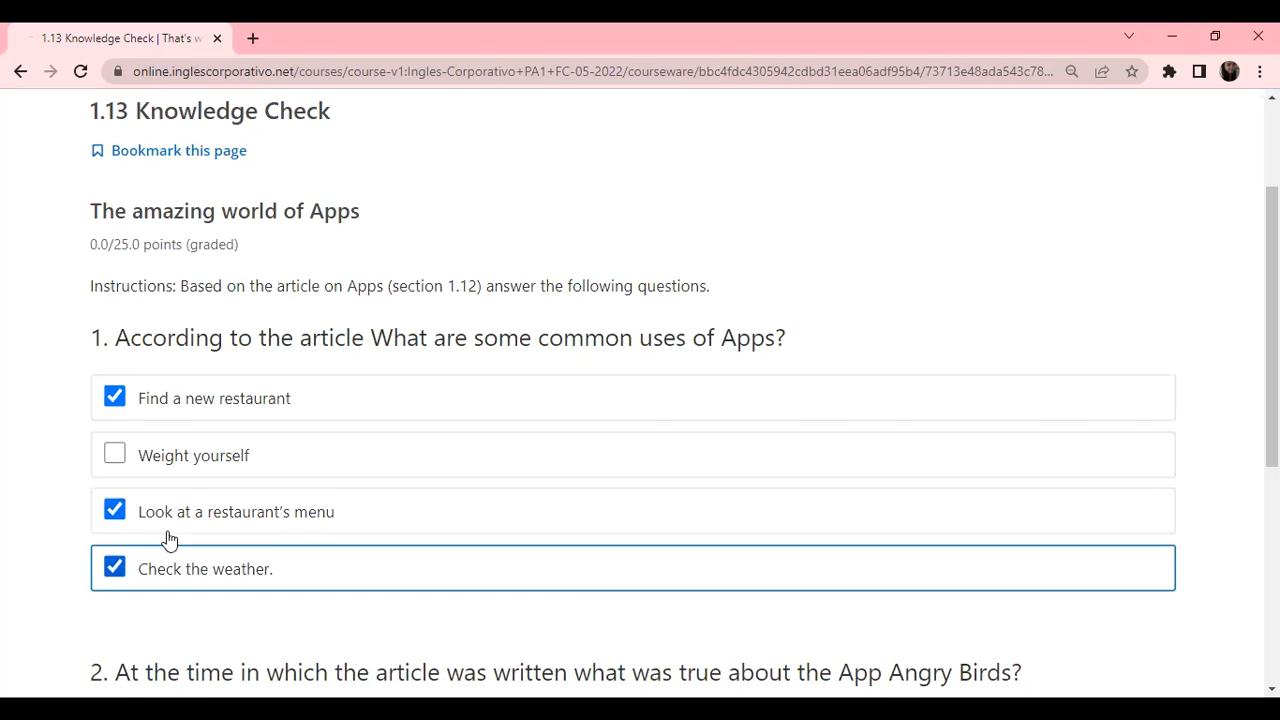 1.13 Knowledge Check | That's w
online.inglescorporativo.net/courses/course-v1:Ingles-Corporativo+PA1+FC-05-2022/courseware/bbc4fdc4305942cdbd31eea06adf95b4/73713e48ada543c78...
1.13 Knowledge Check
Bookmark this page
The amazing world of Apps
0.0/25.0 points (graded)
Instructions: Based on the article on Apps (section 1.12) answer the following questions.
1. According to the article What are some common uses of Apps?
Find a new restaurant
Weight yourself
Look at a restaurant's menu
Check the weather.
2. At the time in which the article was written what was true about the App Angry Birds?